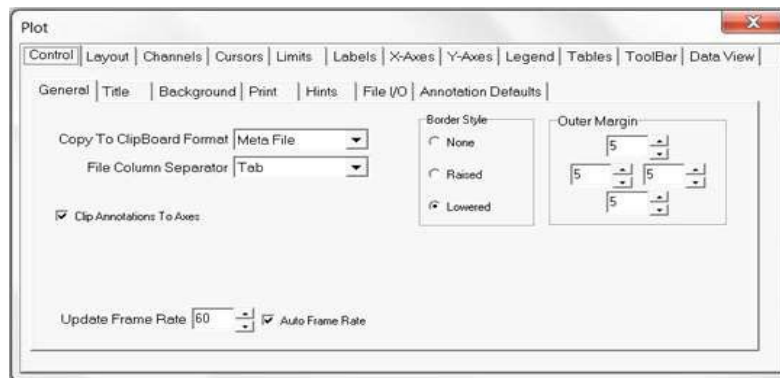 Plot
Control Layout Channels Cursors Limits Labels X-Axes Y-Axes Legend Tables ToolBar Data View
General Title Background Print Hints File I/O Annotation Defaults
Copy To ClipBoard Format Meta File
File Column Separator Tab
Clip Annotations To Axes
Update Frame Rate 60 Auto Frame Rate
Border Style
None
Raised
Lowered
Outer Margin
5
5 5
5